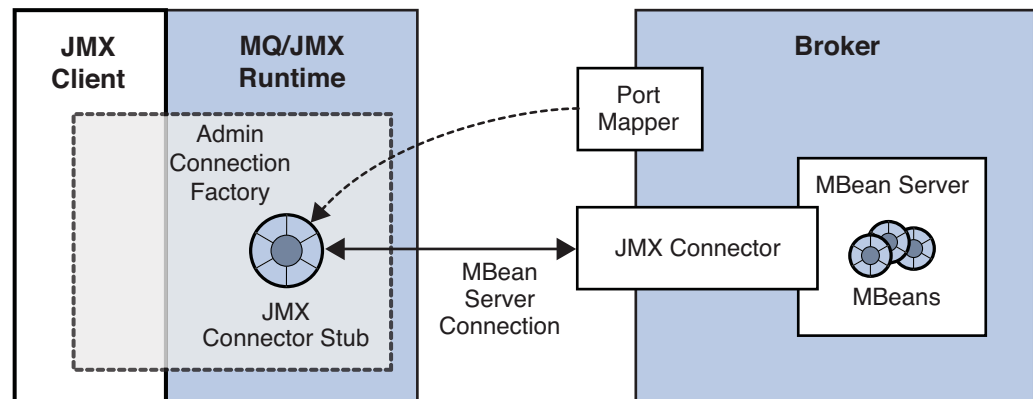 JMX
Client
MQ/JMX
Runtime
Broker
Admin
Connection
Factory
Port
Mapper
MBean Server
MBeans
JMX Connector
MBean
Server
Connection
JMX
Connector Stub